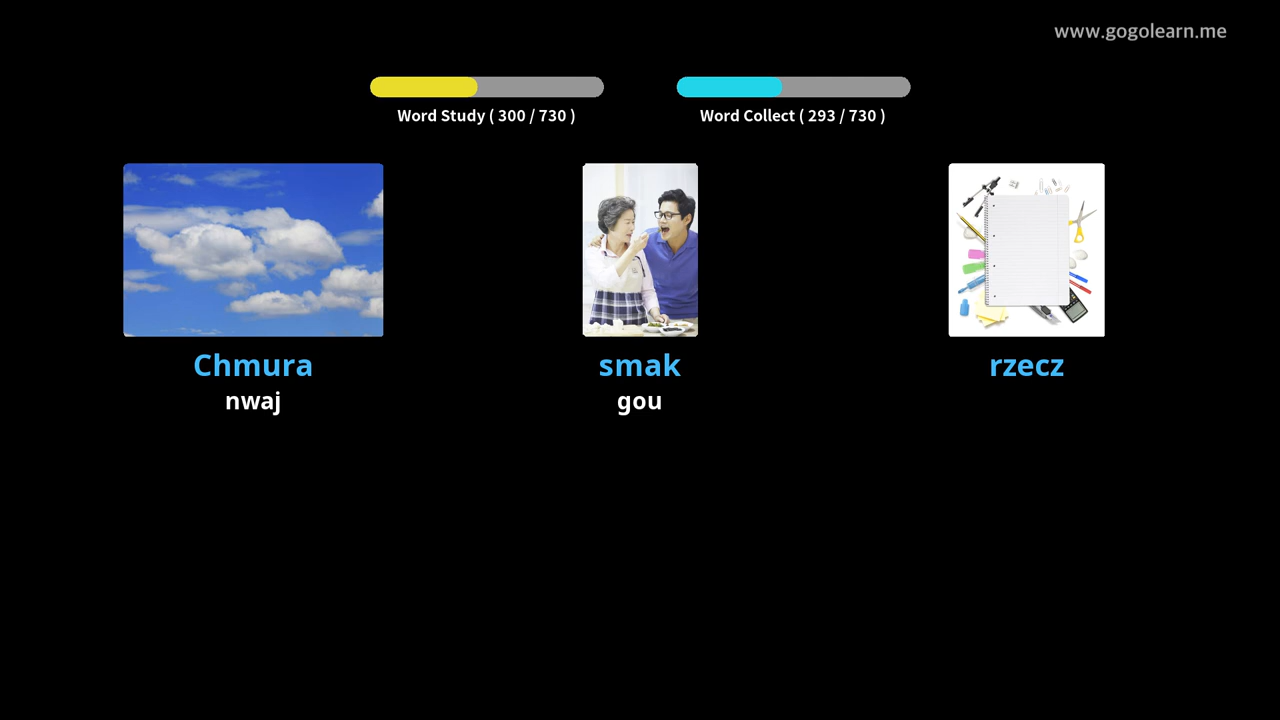 www.gogolearn.me
Word Study ( 300 / 730 )
Word Collect ( 293 / 730 )
Chmura
nwaj
smak
gou
rzecz